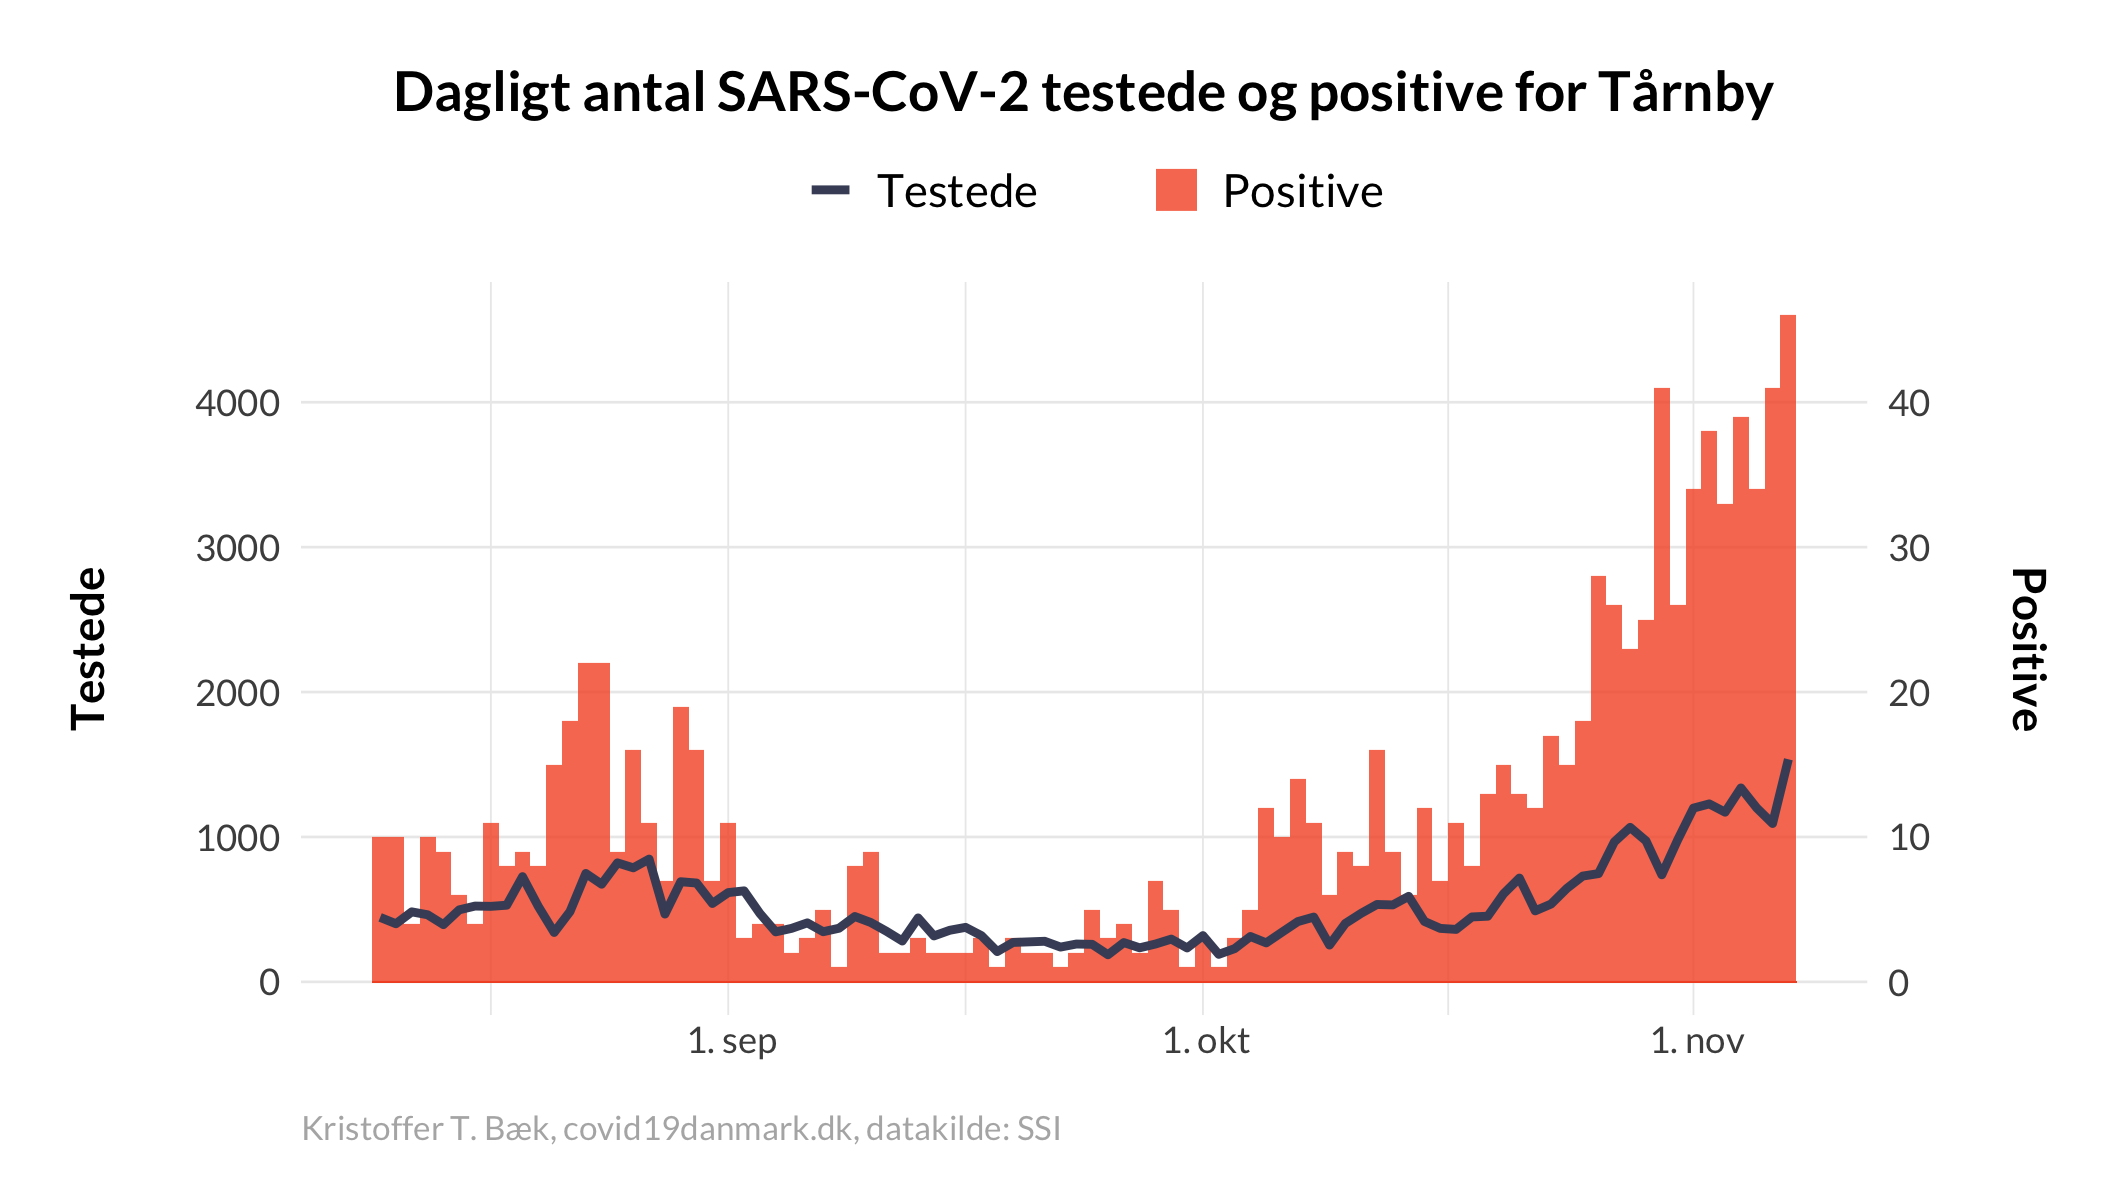 Dagligt antal SARS-CoV-2 testede og positive for Tårnby
Testede
Positive
Testede
4000
3000
2000
1000
0
40
30
20
10
0
Positive
1. sep
1. okt
1. nov
Kristoffer T. Bæk, covid19danmark.dk, datakilde: SSI